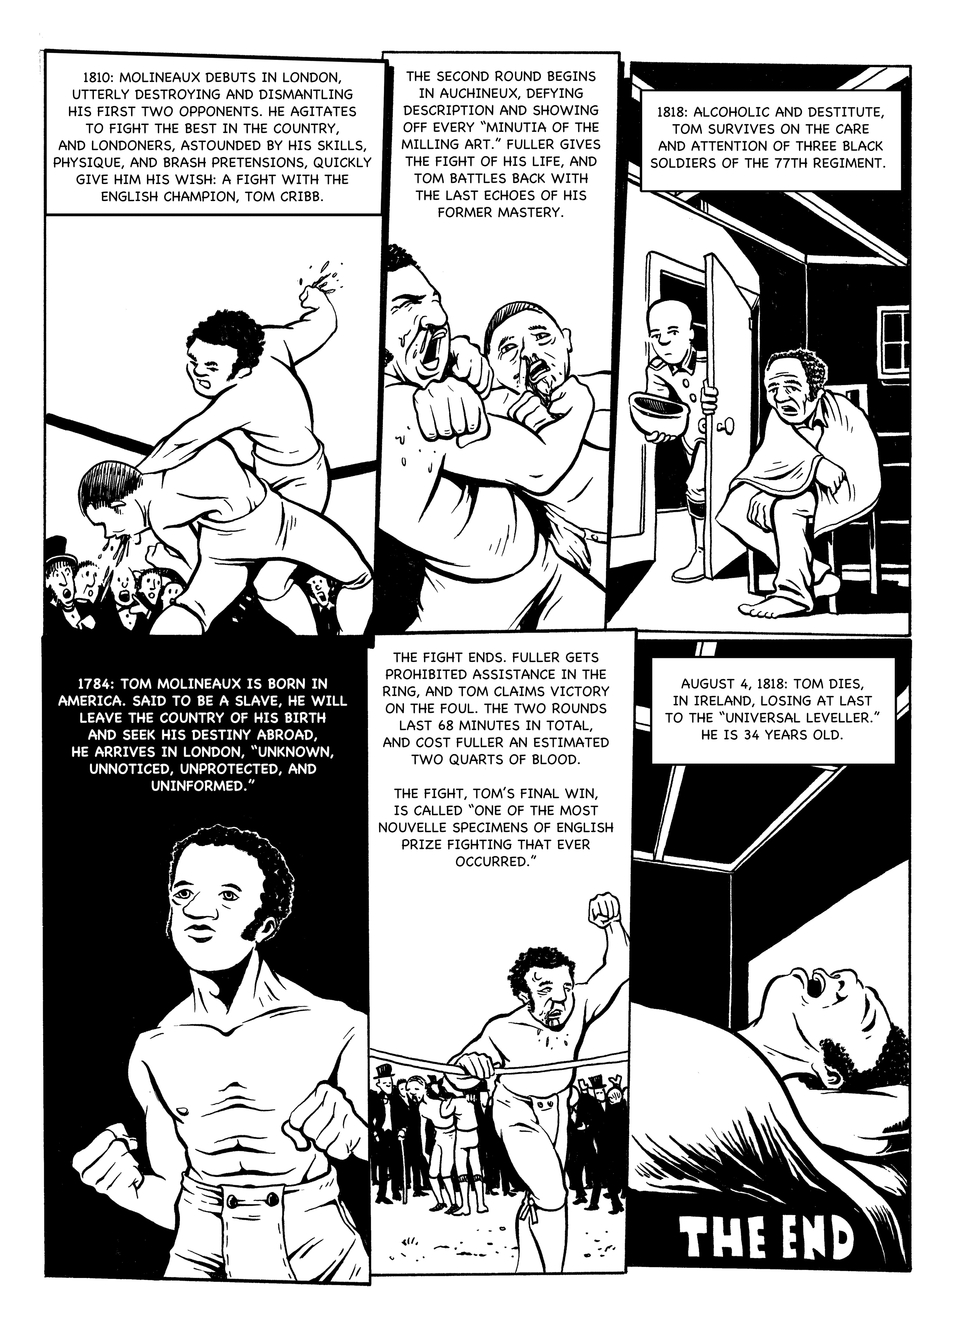 1810: MOLINEAUX DEBUTS IN LONDON,
UTTERLY DESTROYING AND DISMANTLING
HIS FIRST TWO OPPONENTS. HE AGITATES
TO FIGHT THE BEST IN THE COUNTRY,
AND LONDONERS, ASTOUNDED BY HIS SKILLS,
PHYSIQUE, AND BRASH PRETENSIONS, QUICKLY
GIVE HIM HIS WISH: A FIGHT WITH THE
ENGLISH CHAMPION, TOM CRIBB.
THE SECOND ROUND BEGINS
IN AUCHINEUX, DEFYING
DESCRIPTION AND SHOWING
OFF EVERY “MINUTIA OF THE
MILLING ART.” FULLER GIVES
THE FIGHT OF HIS LIFE, AND
TOM BATTLES BACK WITH
THE LAST ECHOES OF HIS
FORMER MASTERY.
1818: ALCOHOLIC AND DESTITUTE,
TOM SURVIVES ON THE CARE
AND ATTENTION OF THREE BLACK
SOLDIERS OF THE 77TH REGIMENT.
1784: TOM MOLINEAUX IS BORN IN
AMERICA. SAID TO BE A SLAVE, HE WILL
LEAVE THE COUNTRY OF HIS BIRTH
AND SEEK HIS DESTINY ABROAD,
HE ARRIVES IN LONDON, “UNKNOWN,
UNNOTICED, UNPROTECTED, AND
UNINFORMED.”
THE FIGHT ENDS. FULLER GETS
PROHIBITED ASSISTANCE IN THE
RING, AND TOM CLAIMS VICTORY
ON THE FOUL. THE TWO ROUNDS
LAST 68 MINUTES IN TOTAL,
AND COST FULLER AN ESTIMATED
TWO QUARTS OF BLOOD.
THE FIGHT, TOM’S FINAL WIN,
IS CALLED “ONE OF THE MOST
NOUVELLE SPECIMENS OF ENGLISH
PRIZE FIGHTING THAT EVER
OCCURRED.”
AUGUST 4, 1818: TOM DIES,
IN IRELAND, LOSING AT LAST
TO THE “UNIVERSAL LEVELLER.”
HE IS 34 YEARS OLD.
THE END